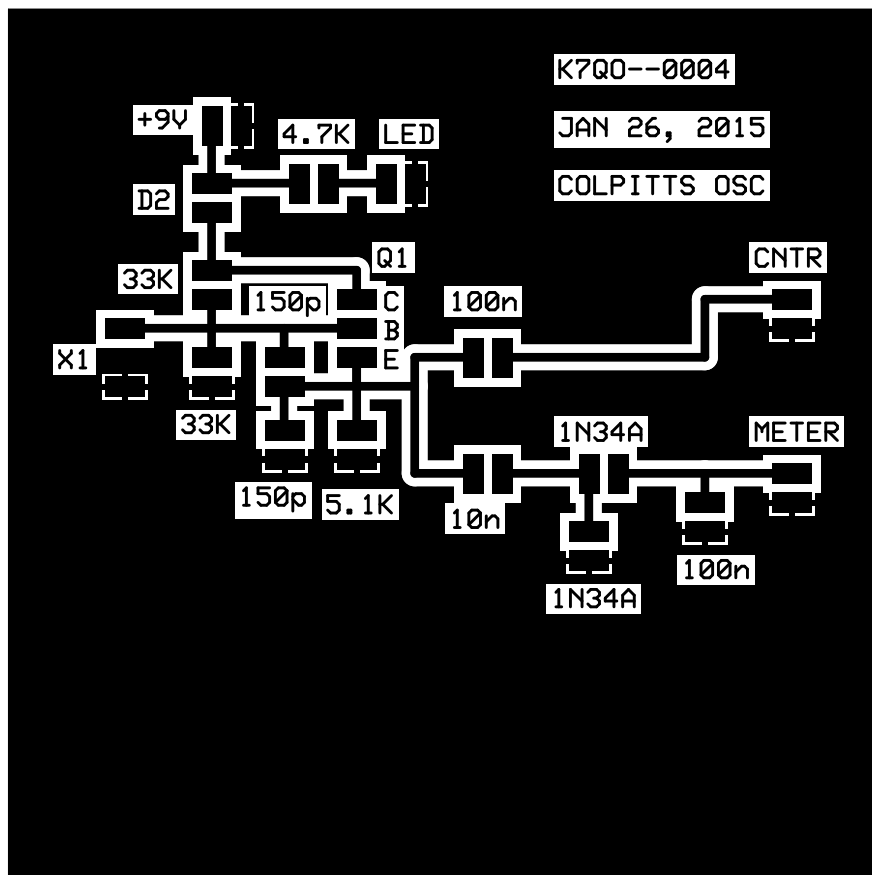 K7QO--0004
+9V
4.7K
LED
JAN 26, 2015
D2
COLPITTS OSC
Q1
CNTR
33K
150p
C
100n
B
X1
E
33K
1N34A
METER
150p
5.1K
10n
100n
1N34A